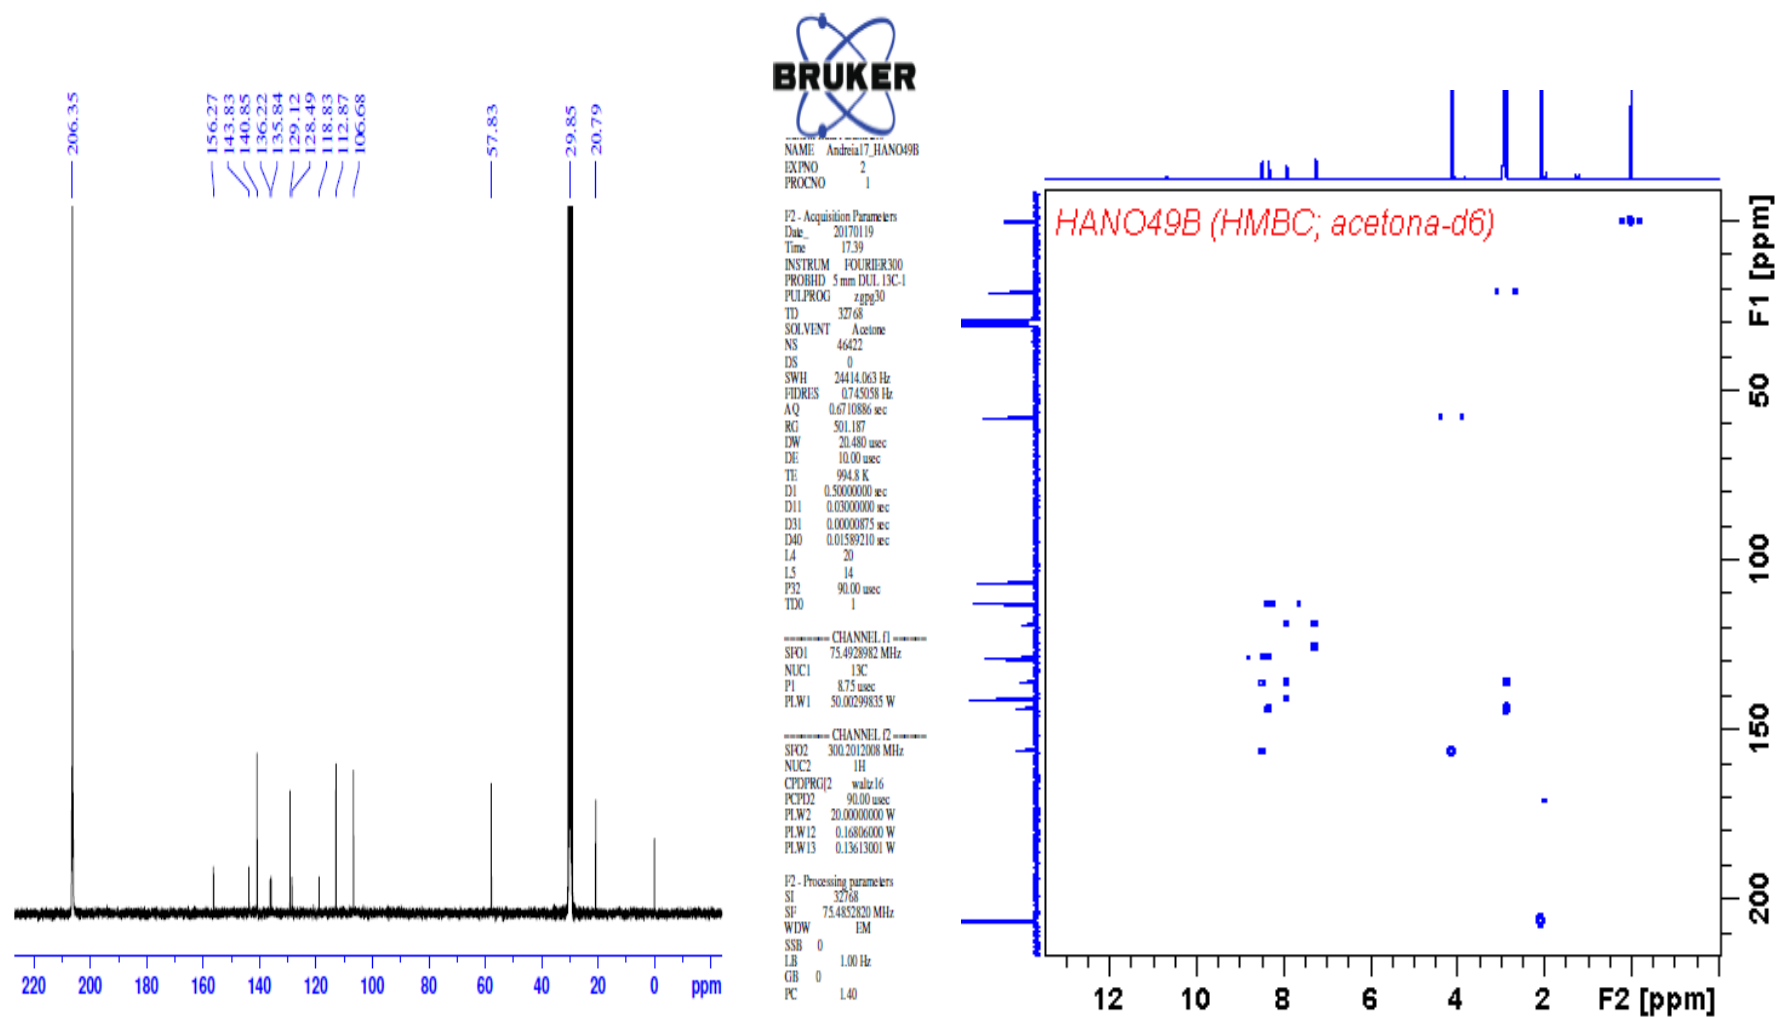 206.35
156.27
143.83
140.85
136.22
135.84
129.12
128.49
118.83
112.87
106.68
57.83
29.85
20.79
220 200 180 160 140 120 100 80 60 40 20 0 ppm
BRUKER
NAME Andreia17_HANO49B
EXPNO 2
PROCNO 1
F2 - Acquisition Parameters
Date_ 20170119
Time 17.39
INSTRUM FOURIER300
PROBHD 5 mm DUL 13C-1
PULPROG zgpg30
TD 32768
SOLVENT Acetone
NS 46422
DS 0
SWH 24414.063 Hz
FIDRES 0.745058 Hz
AQ 0.6710886 sec
RG 501.187
DW 20.480 usec
DE 10.00 usec
TE 994.8 K
D1 0.50000000 sec
D11 0.03000000 sec
D31 0.00000875 sec
D40 0.01589210 sec
L4 20
L5 14
P32 90.00 usec
TD0 1
======== CHANNEL f1 ========
SFO1 75.4928982 MHz
NUC1 13C
P1 8.75 usec
PLW1 50.00299835 W
======== CHANNEL f2 ========
SFO2 300.2012008 MHz
NUC2 1H
CPDPRG[2 waltz16
PCPD2 90.00 usec
PLW2 20.00000000 W
PLW12 0.16806000 W
PLW13 0.13613001 W
F2 - Processing parameters
SI 32768
SF 75.4852820 MHz
WDW EM
SSB 0
LB 1.00 Hz
GB 0
PC 1.40
HANO49B (HMBC; acetona-d6)
F1 [ppm]
50
100
150
200
12 10 8 6 4 2 F2 [ppm]